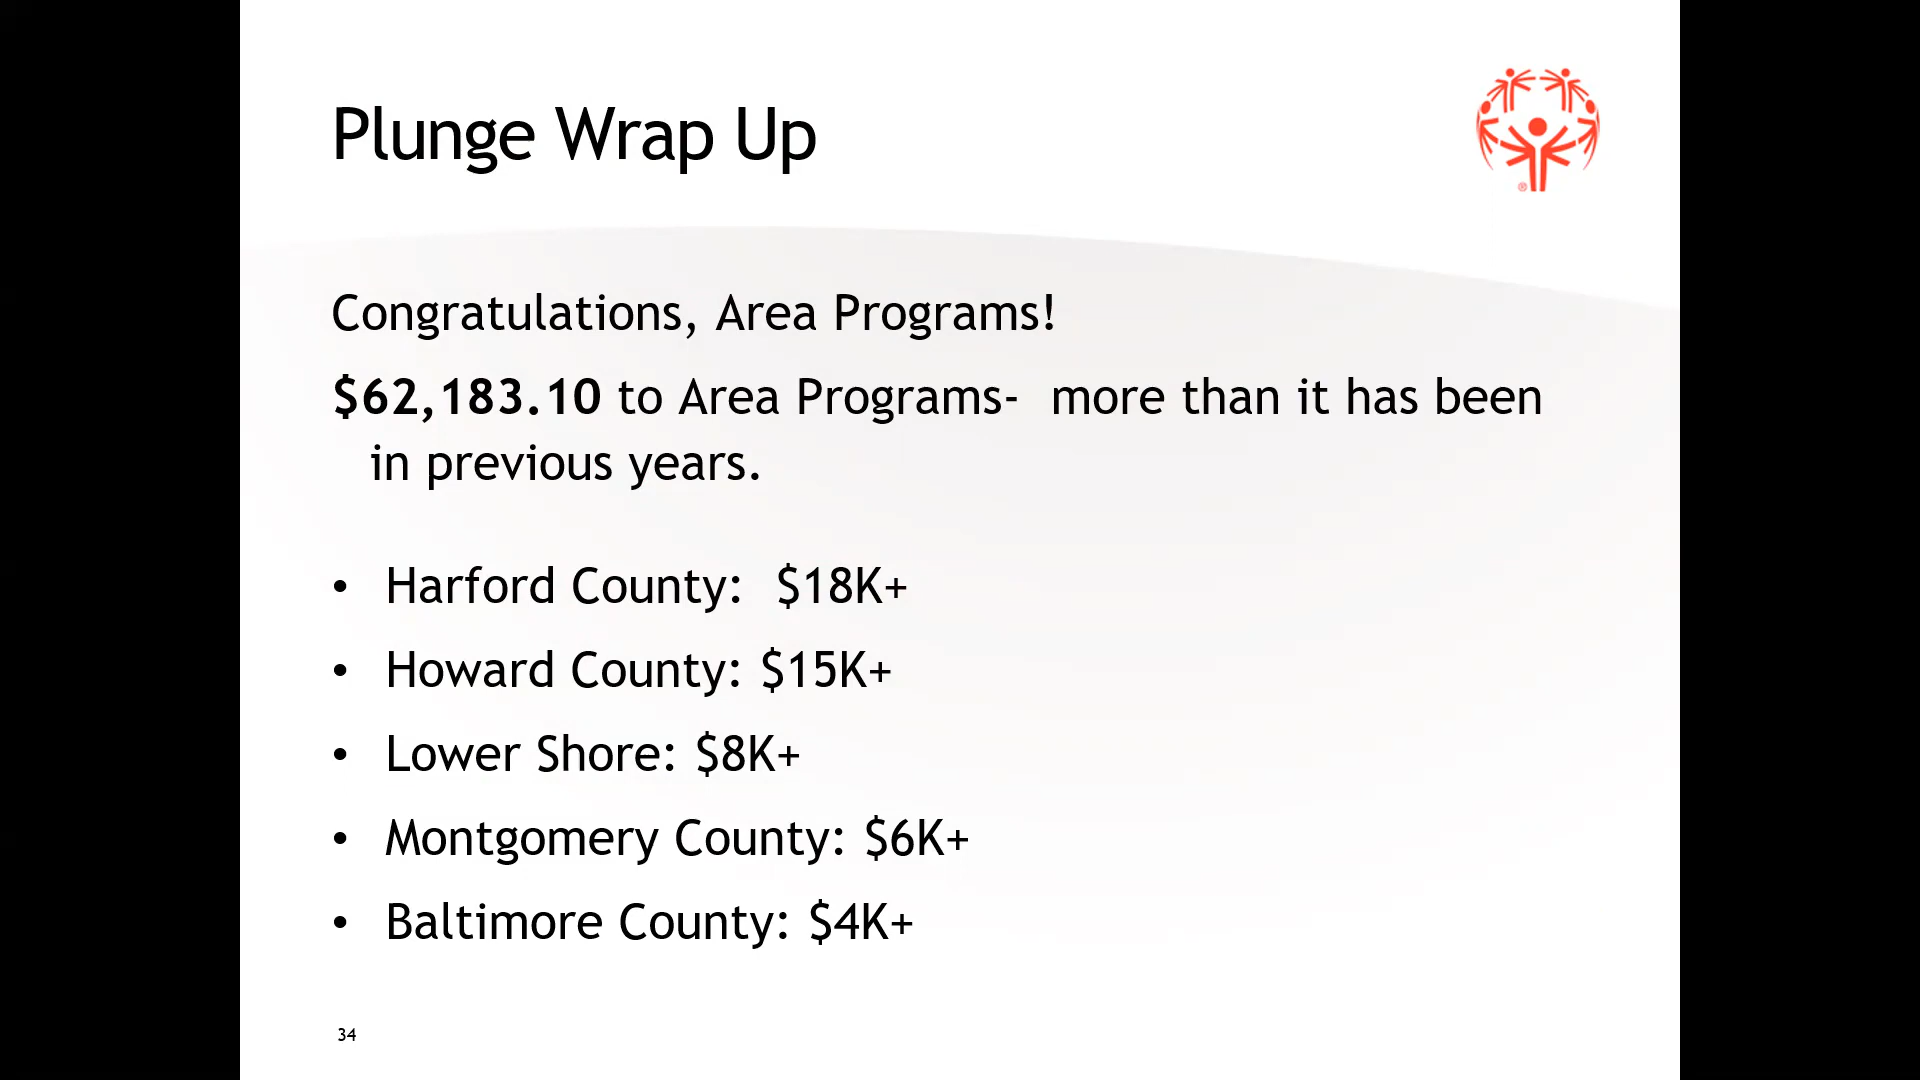 Plunge Wrap Up
®
Congratulations, Area Programs!
$62,183.10 to Area Programs-  more than it has been
in previous years.
• Harford County:  $18K+
• Howard County: $15K+
• Lower Shore: $8K+
• Montgomery County: $6K+
• Baltimore County: $4K+
34